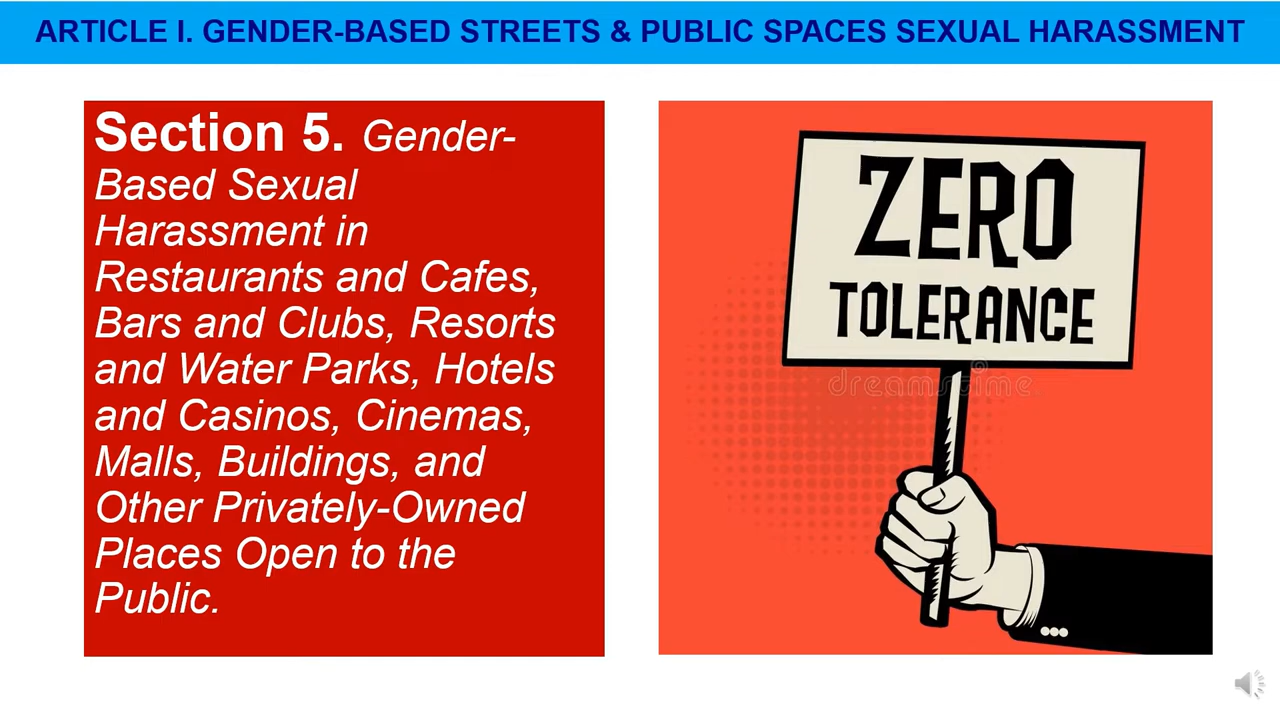 ARTICLE I. GENDER-BASED STREETS & PUBLIC SPACES SEXUAL HARASSMENT
Section 5. Gender-
Based Sexual
Harassment in
Restaurants and Cafes,
Bars and Clubs, Resorts
and Water Parks, Hotels
and Casinos, Cinemas,
Malls, Buildings, and
Other Privately-Owned
Places Open to the
Public.
ZERO
TOLERANCE
dreamstime